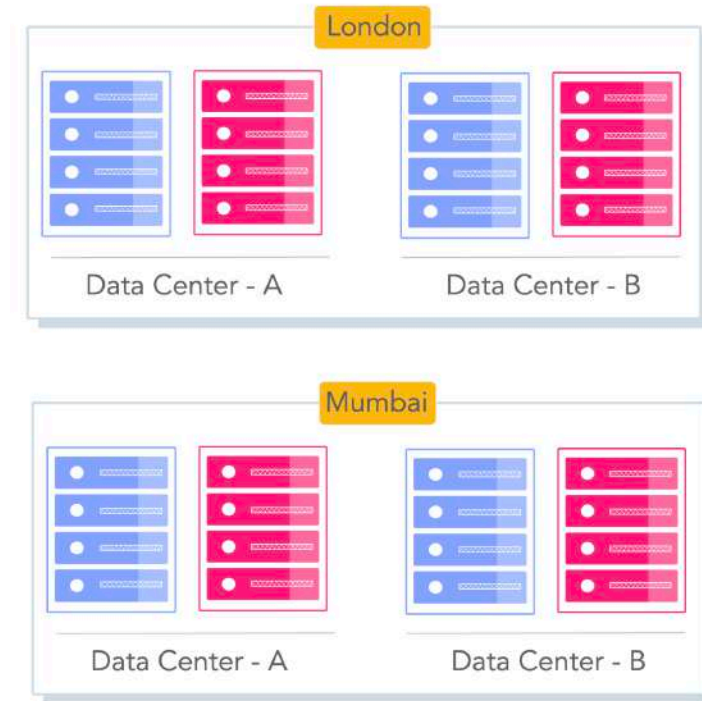 London
Data Center - A
Data Center - B
Mumbai
Data Center - A
Data Center - B